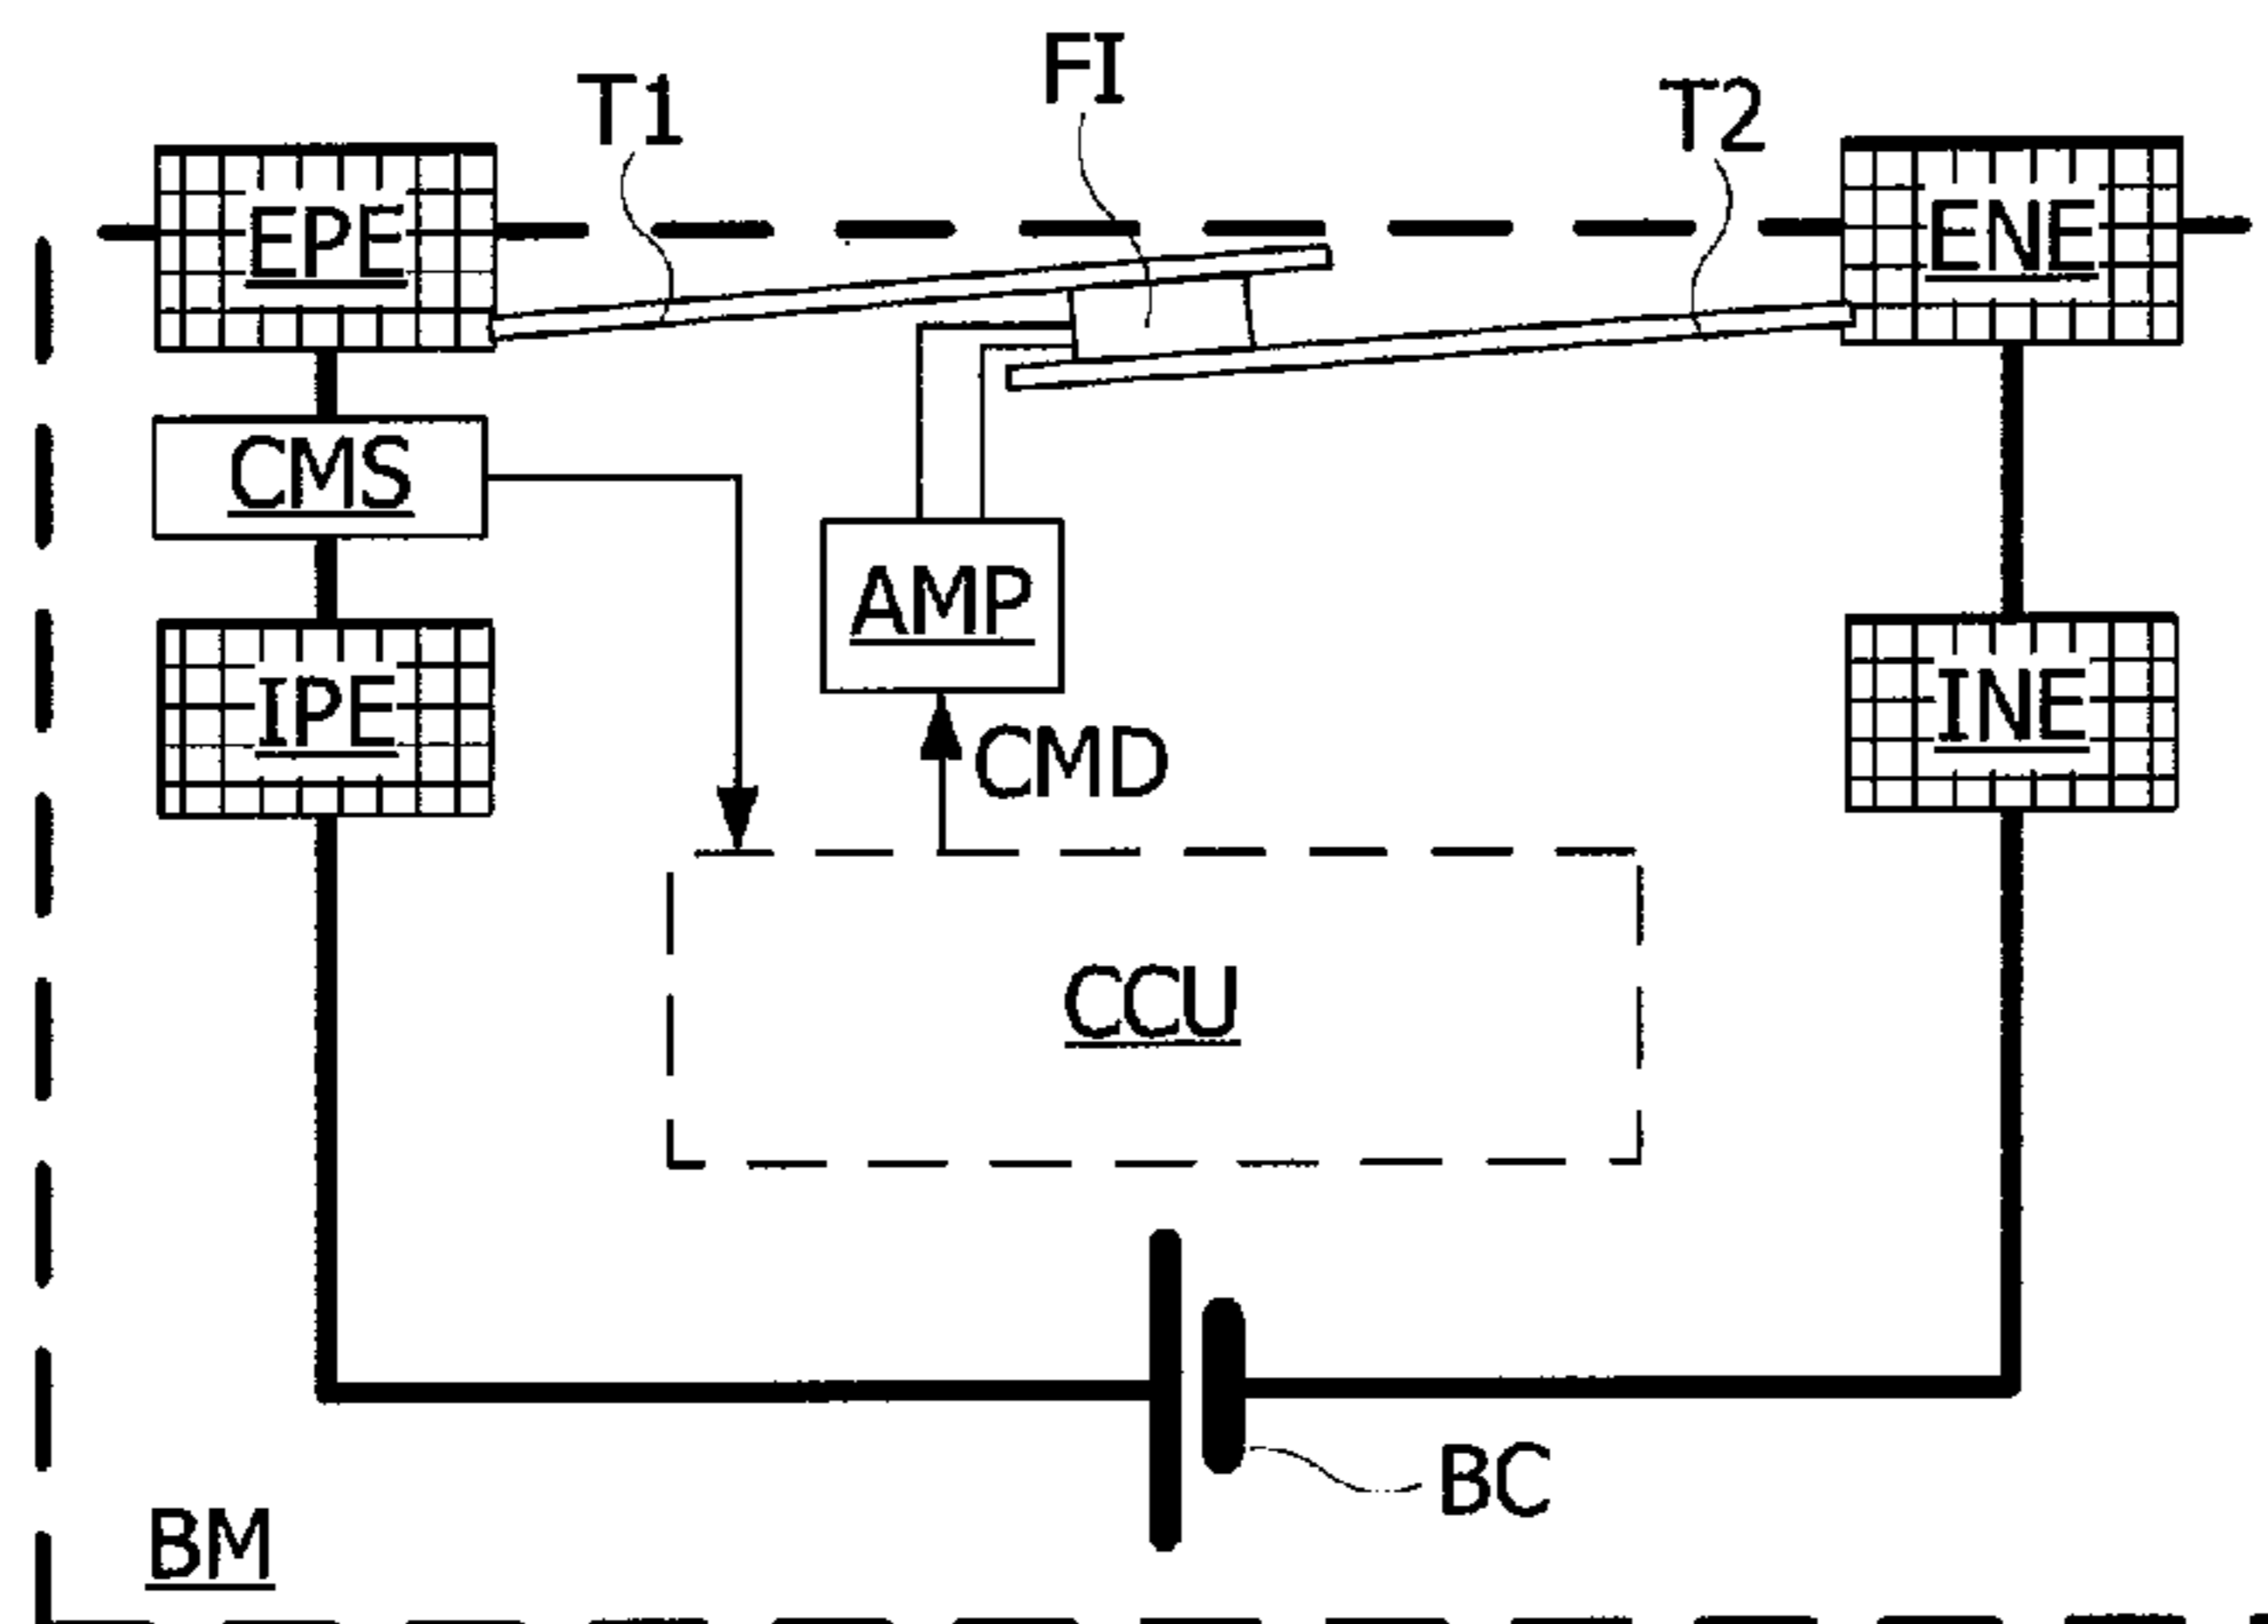 FI
T1
T2
EPE
ENE
CMS
AMP
IPE
INE
CMD
CCU
BC
BM